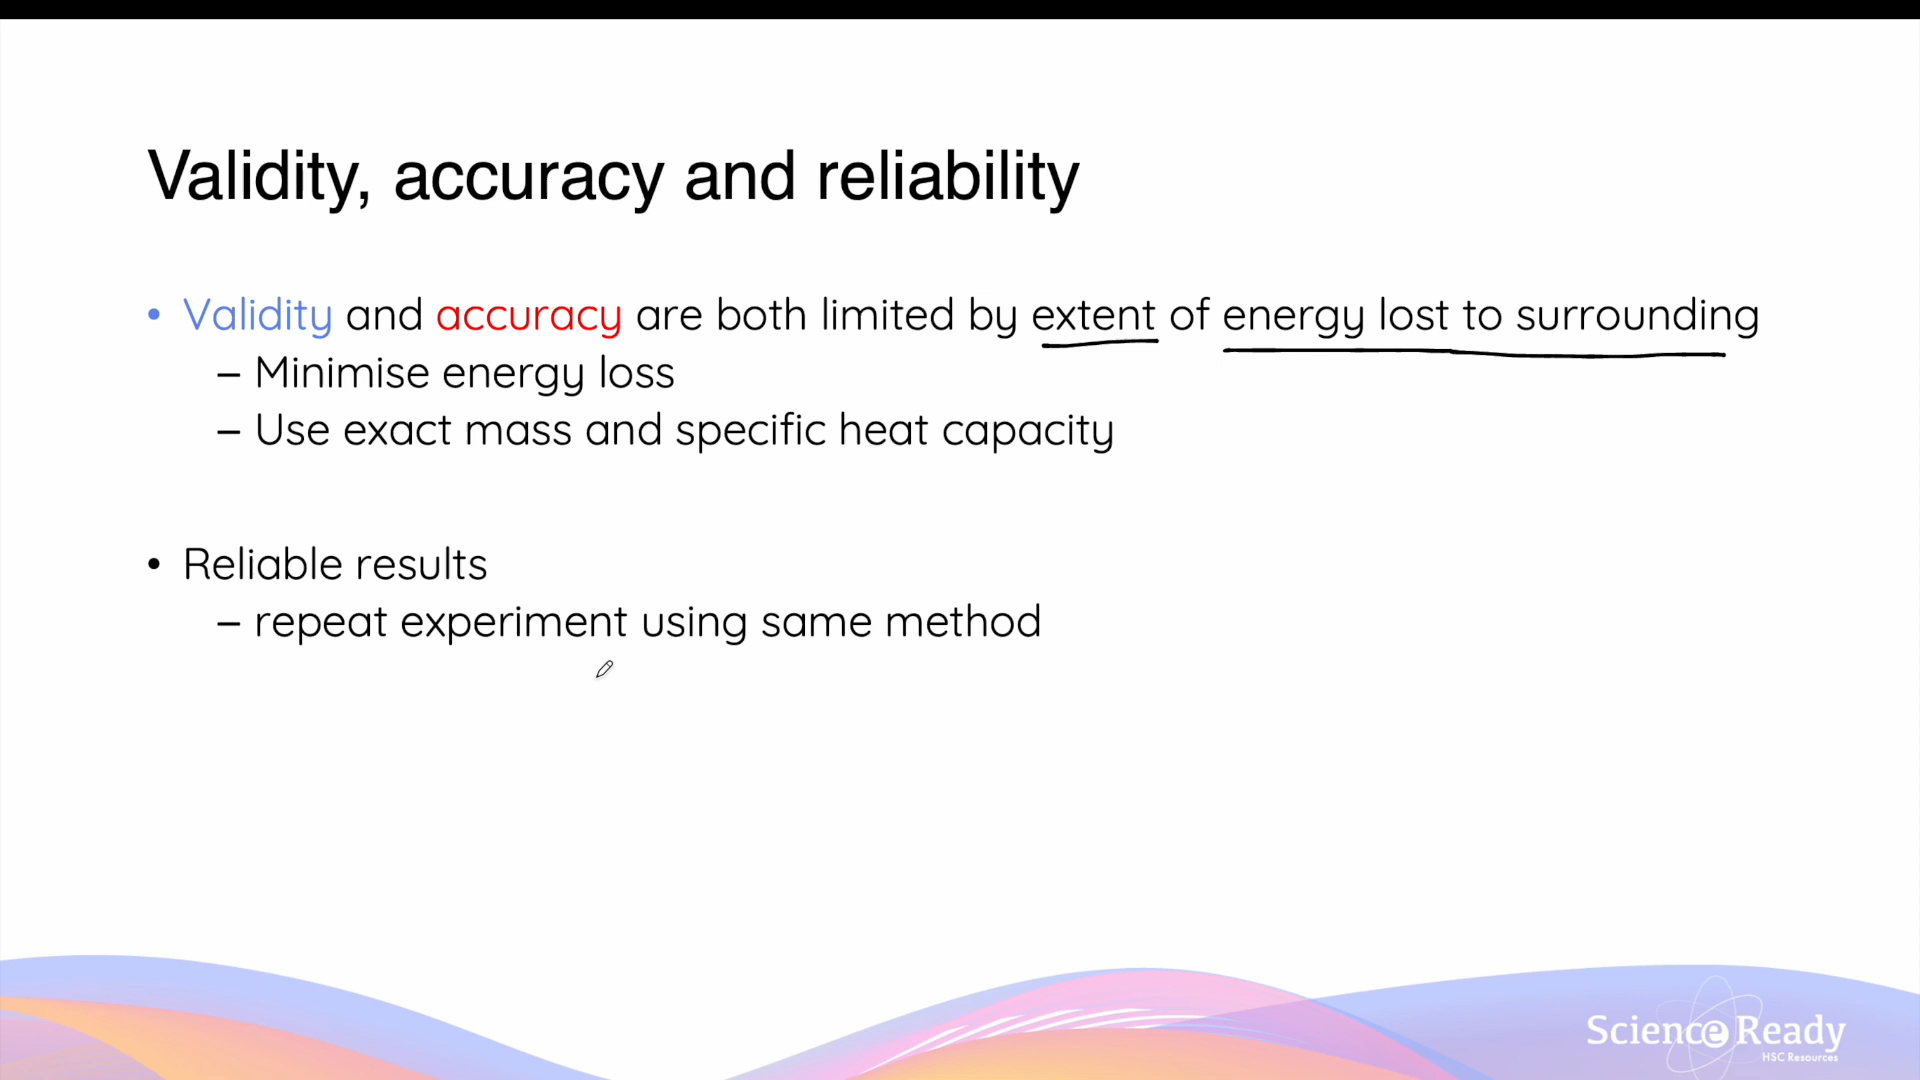 Validity, accuracy and reliability
• Validity and accuracy are both limited by extent of energy lost to surrounding
– Minimise energy loss
– Use exact mass and specific heat capacity
• Reliable results
– repeat experiment using same method
Science Ready
HSC Resources